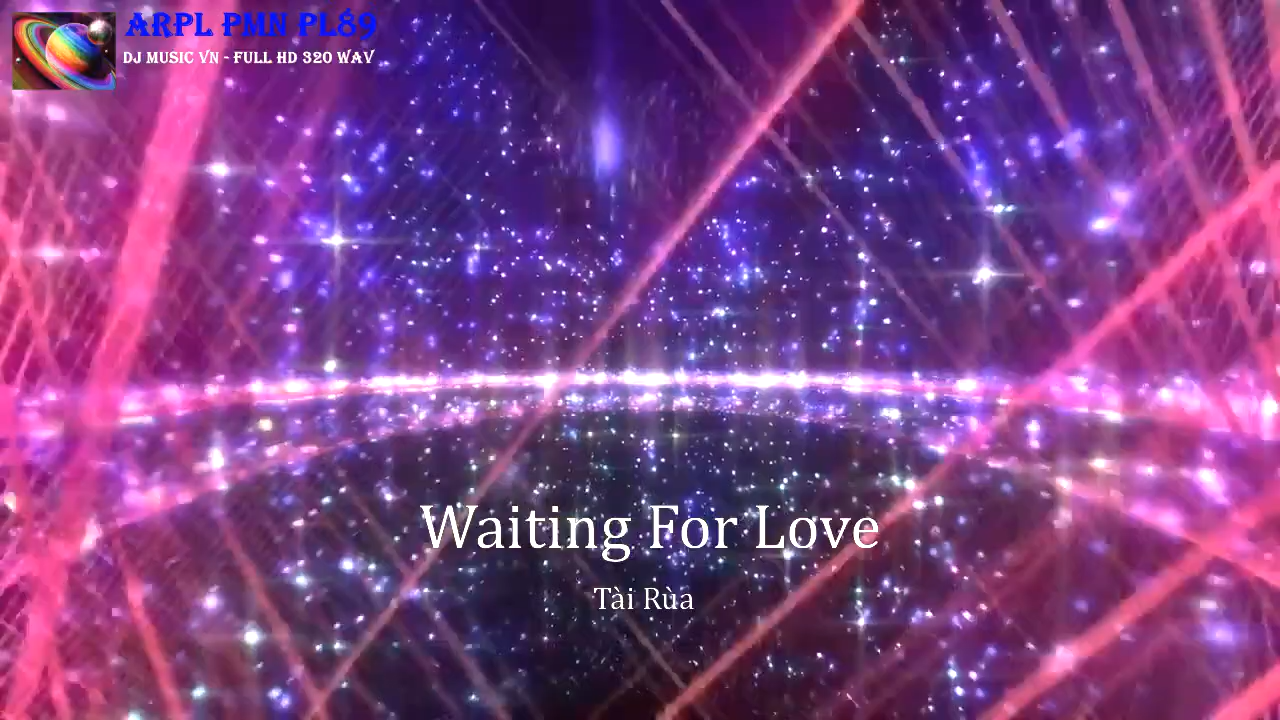 ARPL PMN PL89
DJ MUSIC VN - FULL HD 320 WAV
Waiting For Love
Tài Rùa